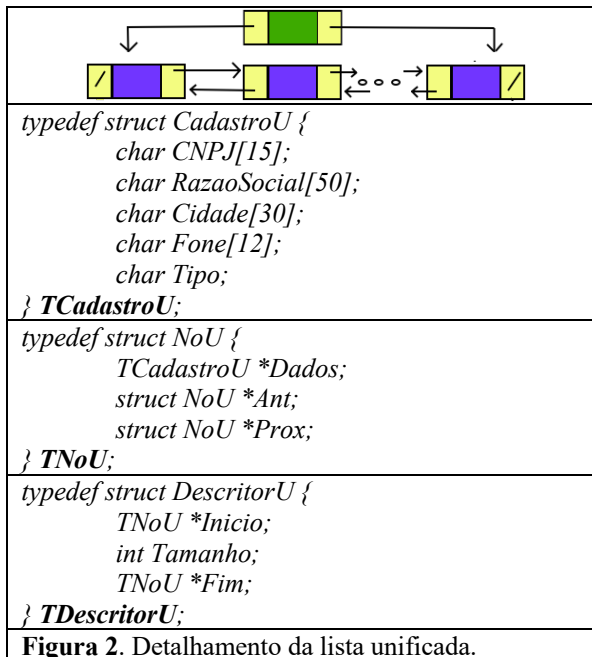 typedef struct CadastroU {
char CNPJ[15];
char RazaoSocial[50];
char Cidade[30];
char Fone[12];
char Tipo;
} TCadastroU;
typedef struct NoU {
TCadastroU *Dados;
struct NoU *Ant;
struct NoU *Prox;
} TNoU;
typedef struct DescritorU {
TNoU *Inicio;
int Tamanho;
TNoU *Fim;
} TDescritorU;
Figura 2. Detalhamento da lista unificada.